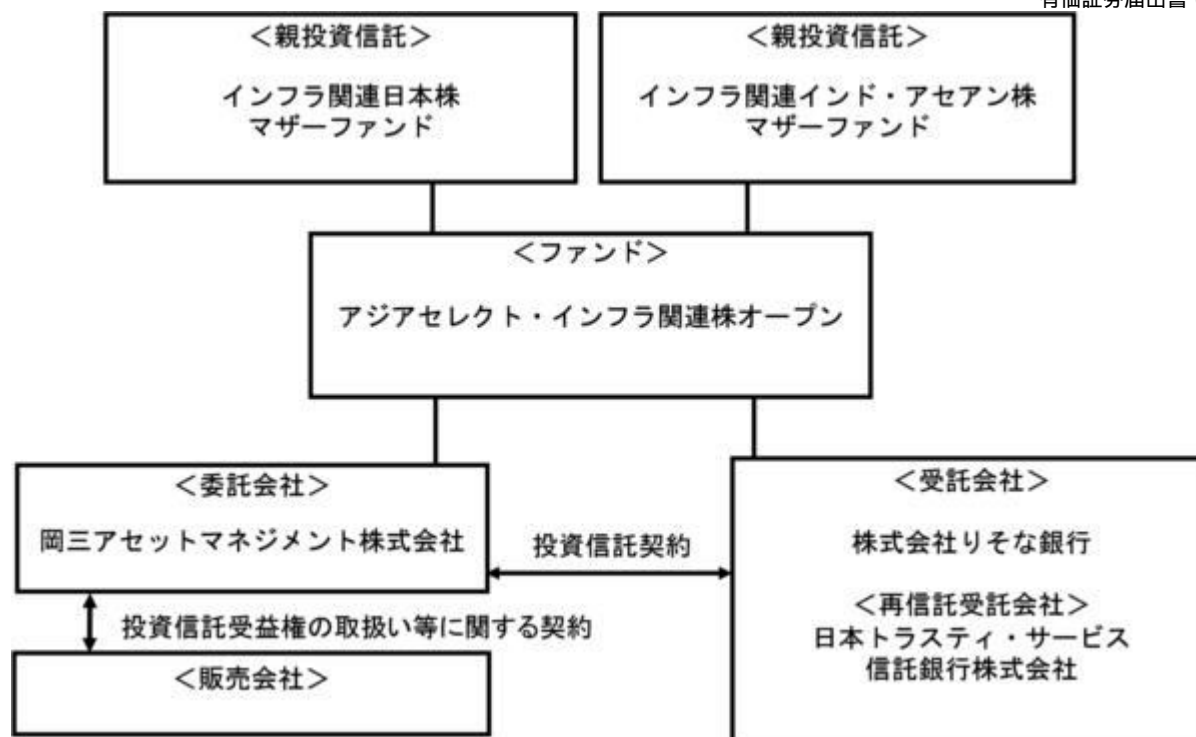 ＜親投資信託＞
インフラ関連日本株
マザーファンド
＜親投資信託＞
インフラ関連インド・アセアン株
マザーファンド
＜ファンド＞
アジアセレクト・インフラ関連株オープン
＜委託会社＞
岡三アセットマネジメント株式会社
投資信託契約
＜受託会社＞
株式会社りそな銀行
＜再信託受託会社＞
日本トラスティ・サービス
信託銀行株式会社
投資信託受益権の取扱い等に関する契約
＜販売会社＞